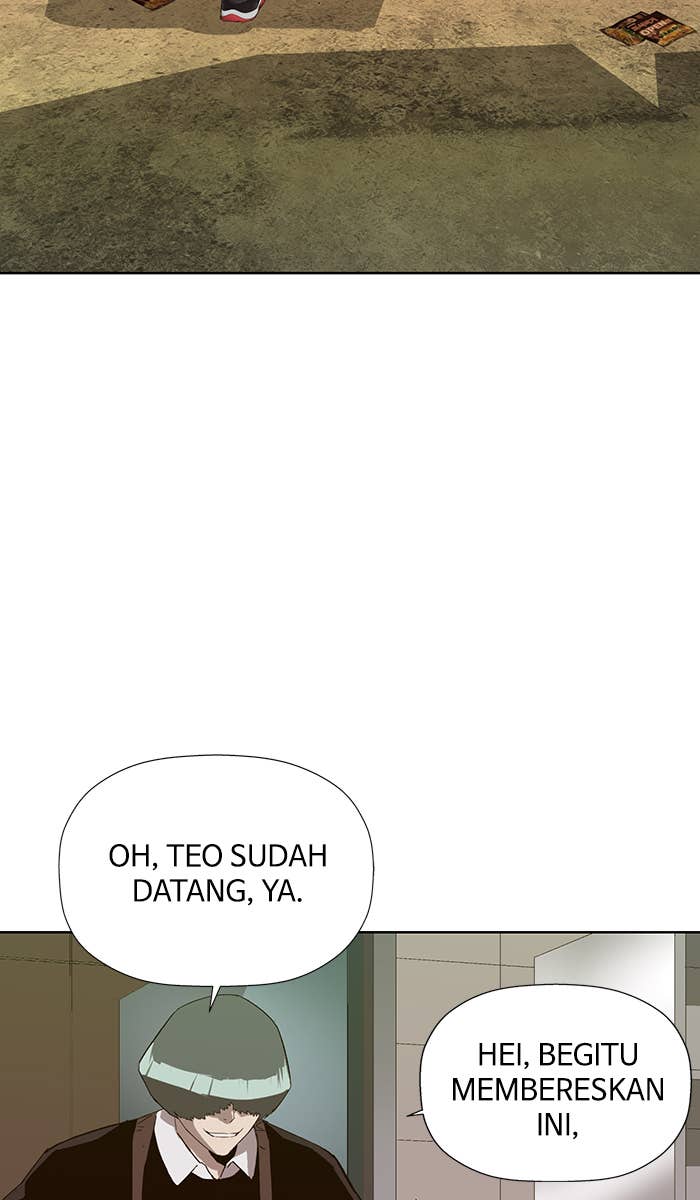 OH, TEO SUDAH
DATANG, YA.
HEI, BEGITU
MEMBERESKAN
INI,